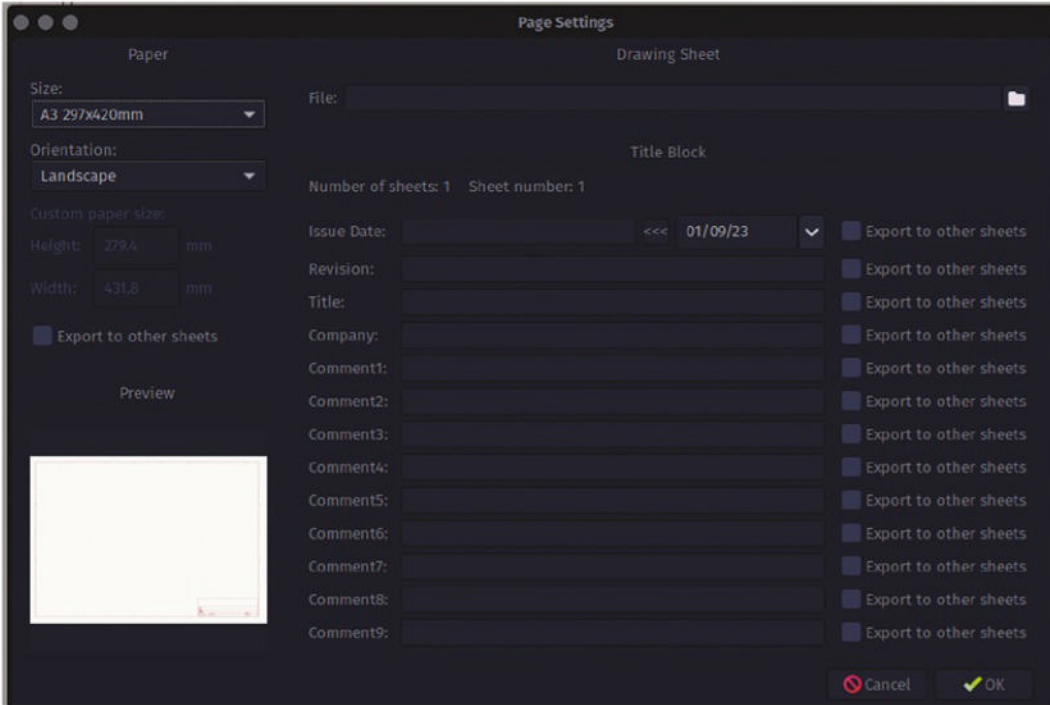 Page Settings
Paper
Size:
A3 297x420mm
Orientation:
Landscape
Custom paper size:
Height: 279.4 mm
Width: 431.8 mm
Export to other sheets
Preview
Drawing Sheet
File:
Title Block
Number of sheets: 1 Sheet number: 1
Issue Date: <<< 01/09/23 Export to other sheets
Revision: Export to other sheets
Title: Export to other sheets
Company: Export to other sheets
Comment1: Export to other sheets
Comment2: Export to other sheets
Comment3: Export to other sheets
Comment4: Export to other sheets
Comment5: Export to other sheets
Comment6: Export to other sheets
Comment7: Export to other sheets
Comment8: Export to other sheets
Comment9: Export to other sheets
Cancel OK